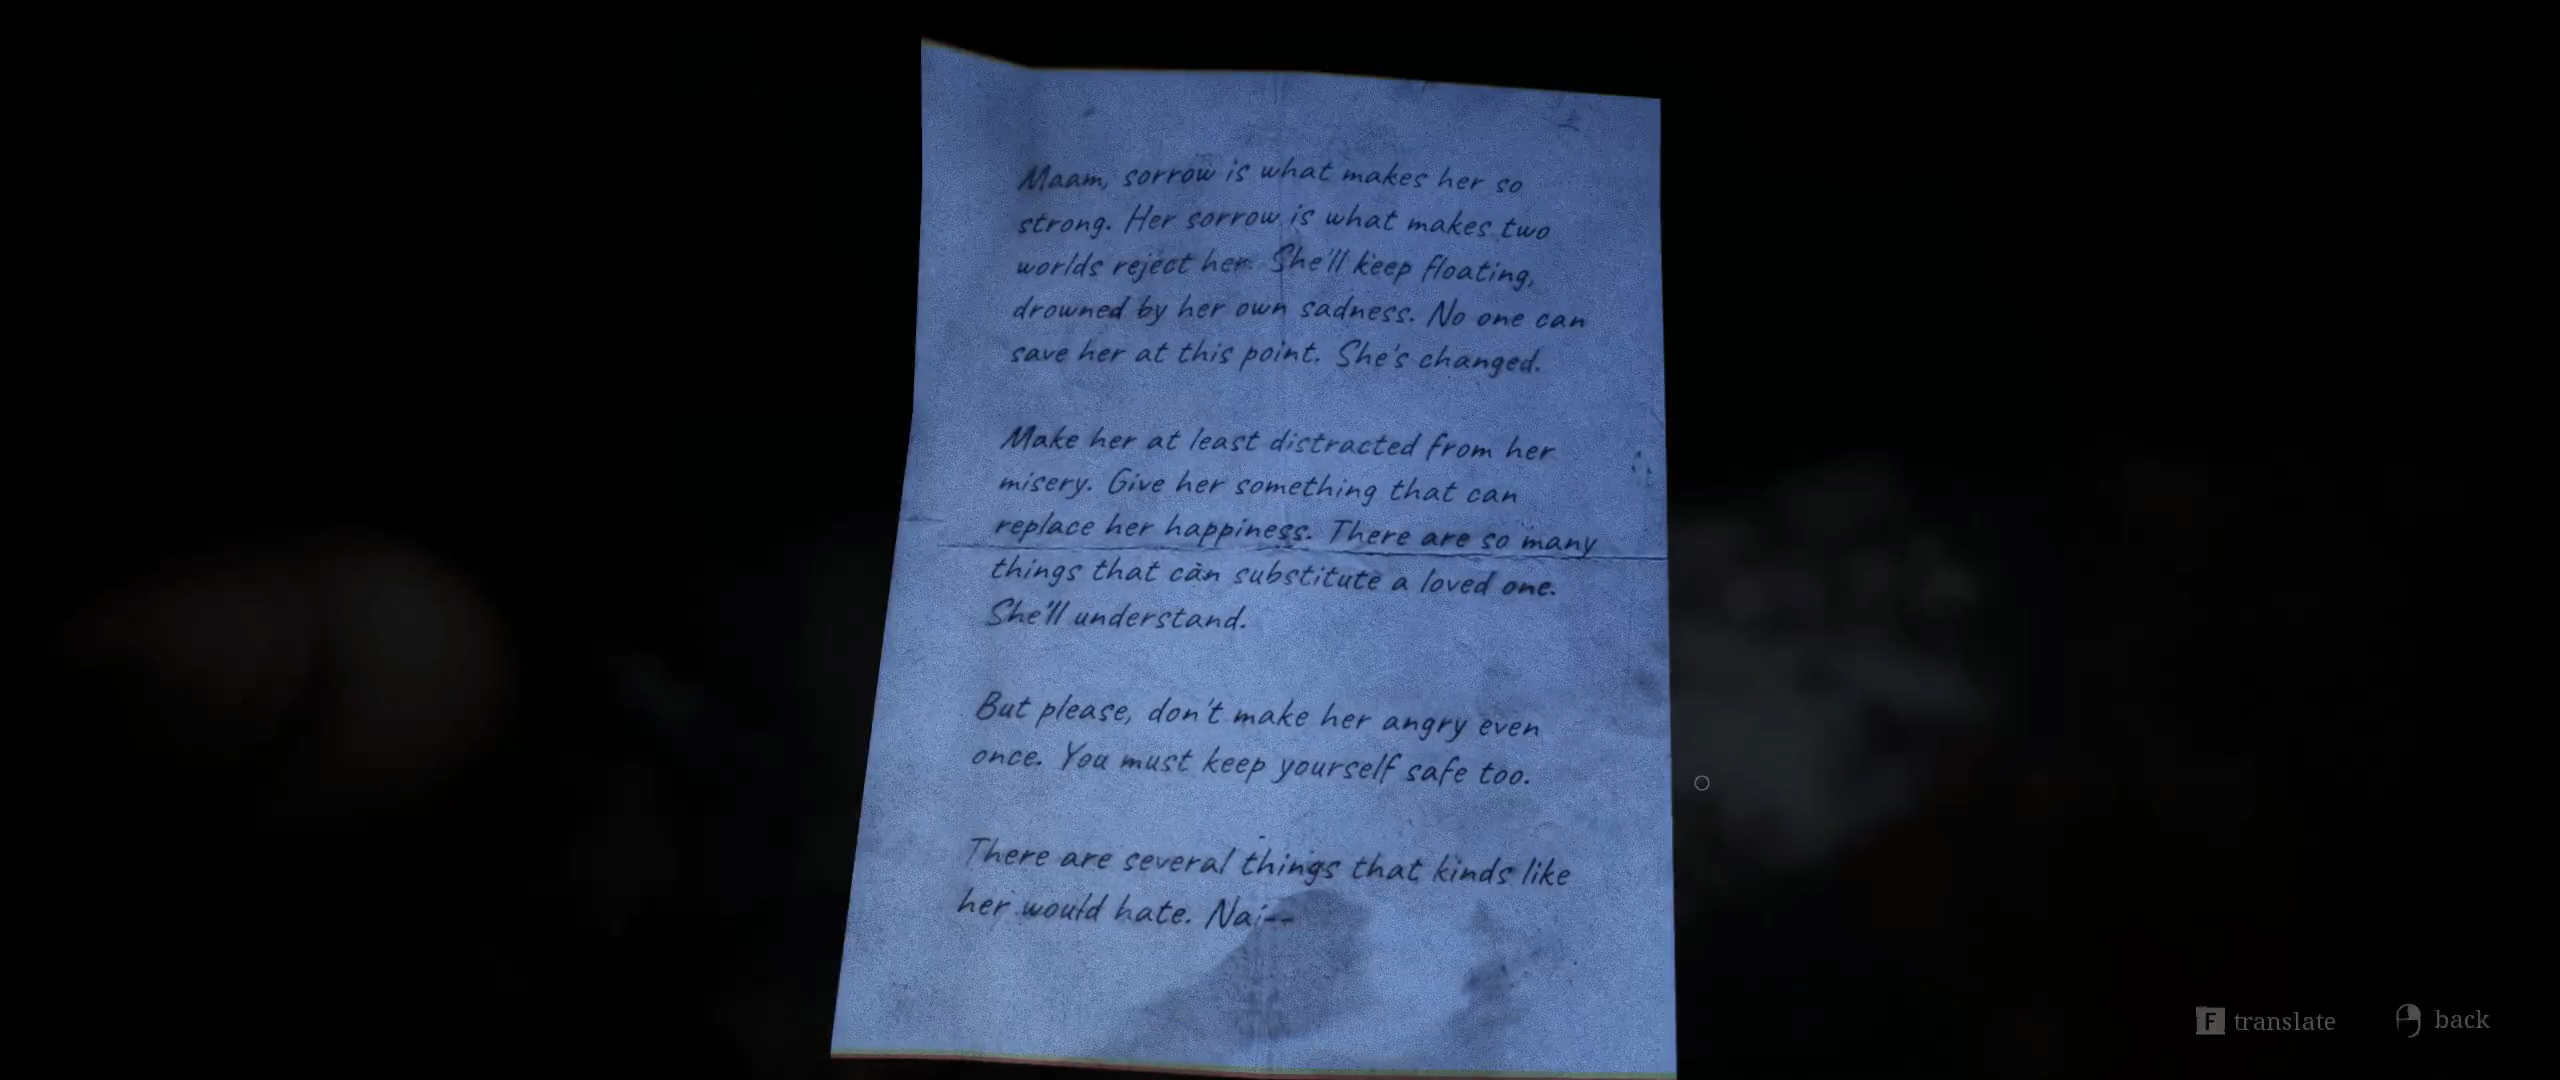 Maam, sorrow is what makes her so
strong. Her sorrow is what makes two
worlds reject her. She'll keep floating,
drowned by her own sadness. No one can
save her at this point. She's changed.
Make her at least distracted from her
misery. Give her something that can
replace her happiness. There are so many
things that can substitute a loved one.
She'll understand.
But please, don't make her angry even
once. You must keep yourself safe too.
There are several things that kinds like
her would hate. Nai--
F translate back